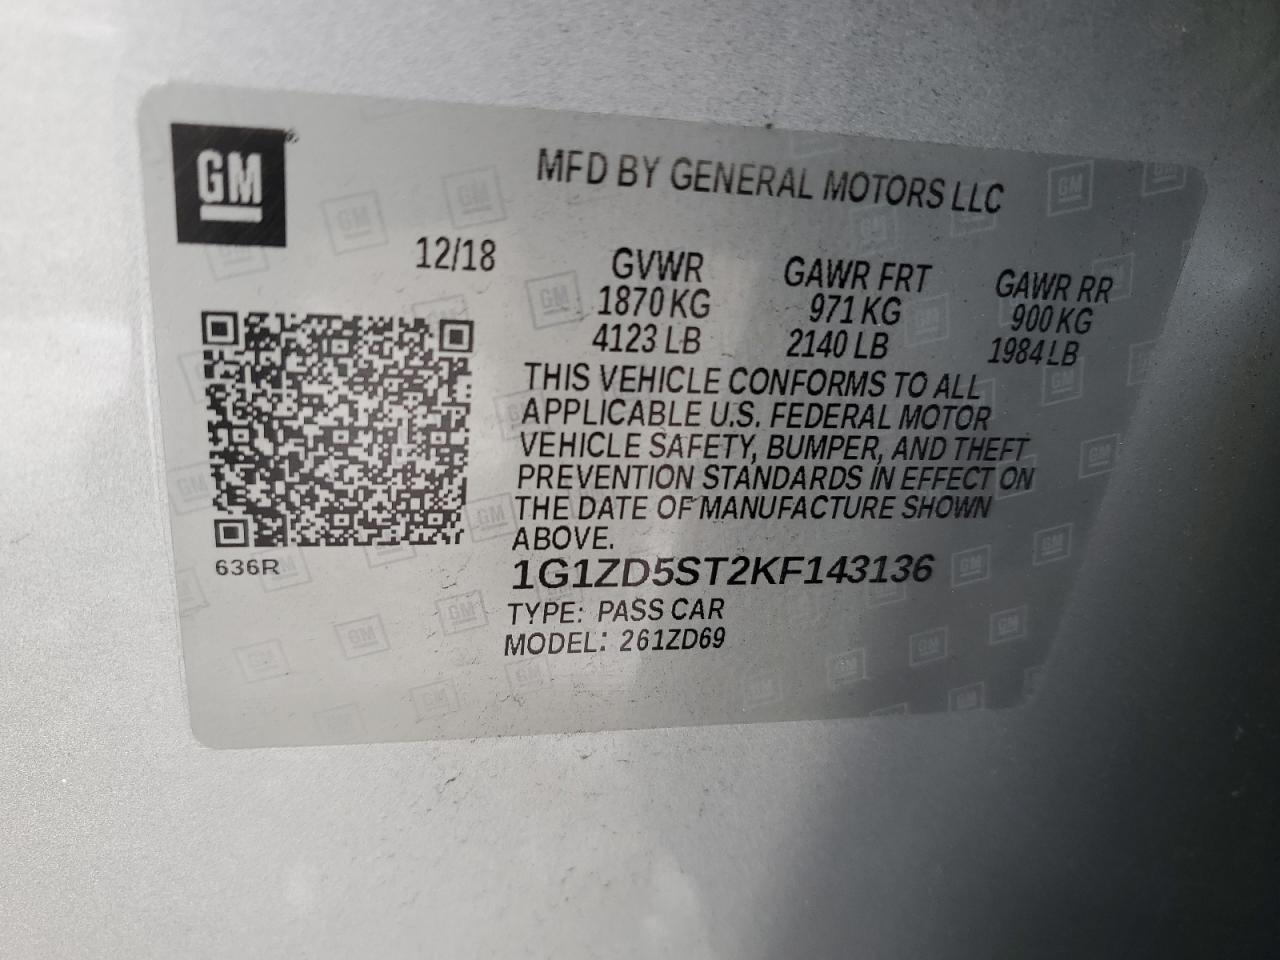 GM
MFD BY GENERAL MOTORS LLC
12/18 GVWR GAWR FRT GAWR RR
1870 KG 971 KG 900 KG
4123 LB 2140 LB 1984 LB
THIS VEHICLE CONFORMS TO ALL
APPLICABLE U.S. FEDERAL MOTOR
VEHICLE SAFETY, BUMPER, AND THEFT
PREVENTION STANDARDS IN EFFECT ON
THE DATE OF MANUFACTURE SHOWN
ABOVE.
636R
1G1ZD5ST2KF143136
TYPE: PASS CAR
MODEL: 261ZD69